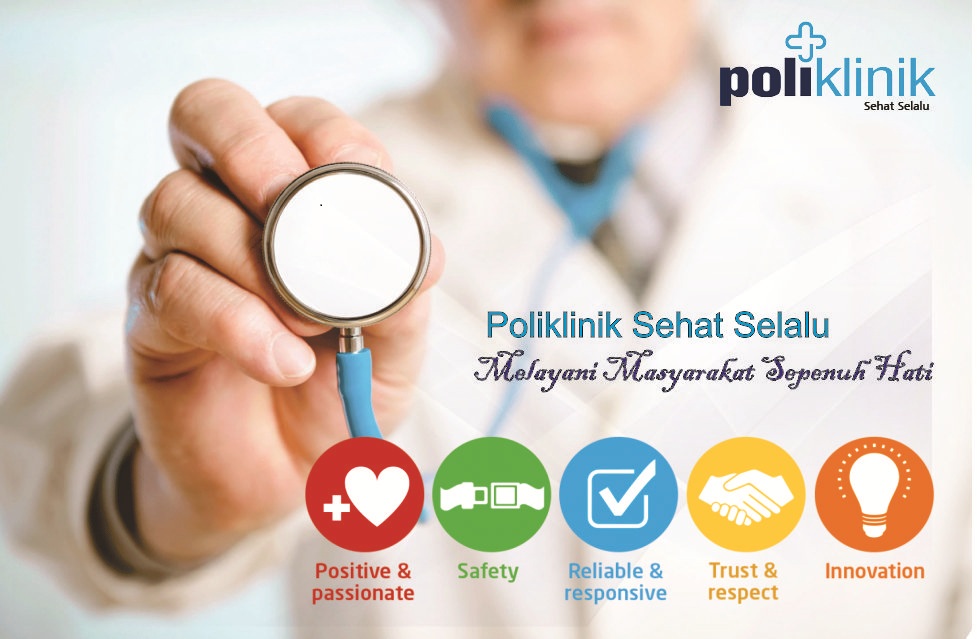 poliklinik
Sehat Selalu
Poliklinik Sehat Selalu
Melayani Masyarakat Sepenuh Hati
Positive &
passionate
Safety
Reliable &
responsive
Trust &
respect
Innovation